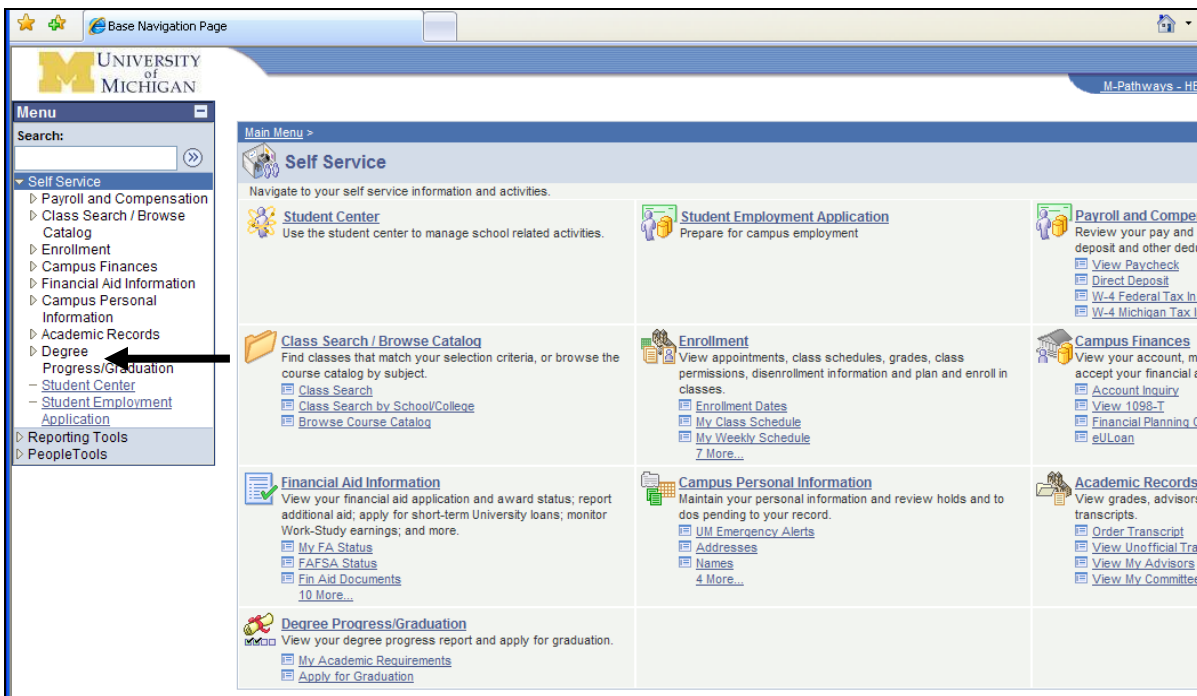 Base Navigation Page
UNIVERSITY
of
MICHIGAN
M-Pathways - HE
Menu
Search:
Self Service
Payroll and Compensation
Class Search / Browse
Catalog
Enrollment
Campus Finances
Financial Aid Information
Campus Personal
Information
Academic Records
Degree
Progress/Graduation
Student Center
Student Employment
Application
Reporting Tools
PeopleTools
Main Menu >
Self Service
Navigate to your self service information and activities.
Student Center
Use the student center to manage school related activities.
Student Employment Application
Prepare for campus employment
Payroll and Compen
Review your pay and
deposit and other dedu
View Paycheck
Direct Deposit
W-4 Federal Tax In
W-4 Michigan Tax I
Class Search / Browse Catalog
Find classes that match your selection criteria, or browse the
course catalog by subject.
Class Search
Class Search by School/College
Browse Course Catalog
Enrollment
View appointments, class schedules, grades, class
permissions, disenrollment information and plan and enroll in
classes.
Enrollment Dates
My Class Schedule
My Weekly Schedule
7 More...
Campus Finances
View your account, m
accept your financial a
Account Inquiry
View 1098-T
Financial Planning C
eULoan
Financial Aid Information
View your financial aid application and award status; report
additional aid; apply for short-term University loans; monitor
Work-Study earnings; and more.
My FA Status
FAFSA Status
Fin Aid Documents
10 More...
Campus Personal Information
Maintain your personal information and review holds and to
dos pending to your record.
UM Emergency Alerts
Addresses
Names
4 More...
Academic Records
View grades, advisors
transcripts.
Order Transcript
View Unofficial Tra
View My Advisors
View My Committee
Degree Progress/Graduation
View your degree progress report and apply for graduation.
My Academic Requirements
Apply for Graduation